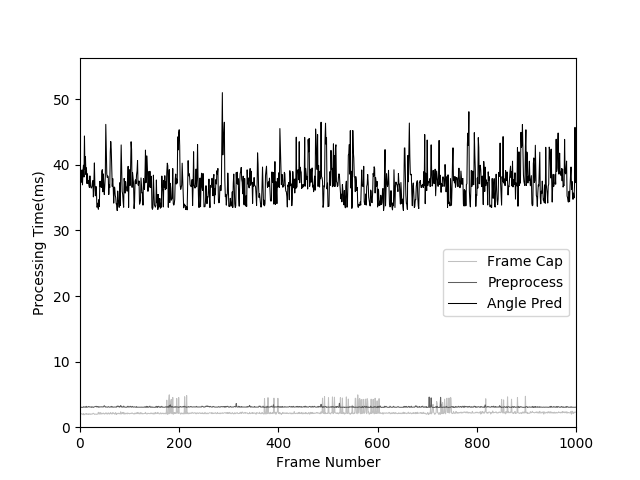 50
40
30
20
10
0
Processing Time(ms)
Frame Cap
Preprocess
Angle Pred
0 200 400 600 800 1000
Frame Number